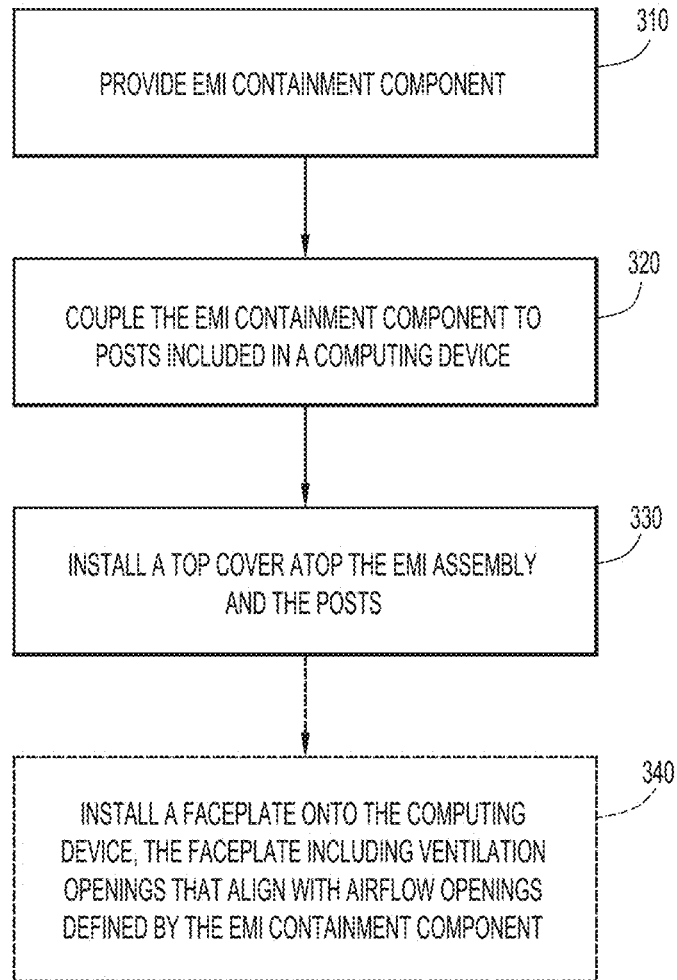 310
PROVIDE EMI CONTAINMENT COMPONENT
320
COUPLE THE EMI CONTAINMENT COMPONENT TO
POSTS INCLUDED IN A COMPUTING DEVICE
330
INSTALL A TOP COVER ATOP THE EMI ASSEMBLY
AND THE POSTS
340
INSTALL A FACEPLATE ONTO THE COMPUTING
DEVICE, THE FACEPLATE INCLUDING VENTILATION
OPENINGS THAT ALIGN WITH AIRFLOW OPENINGS
DEFINED BY THE EMI CONTAINMENT COMPONENT